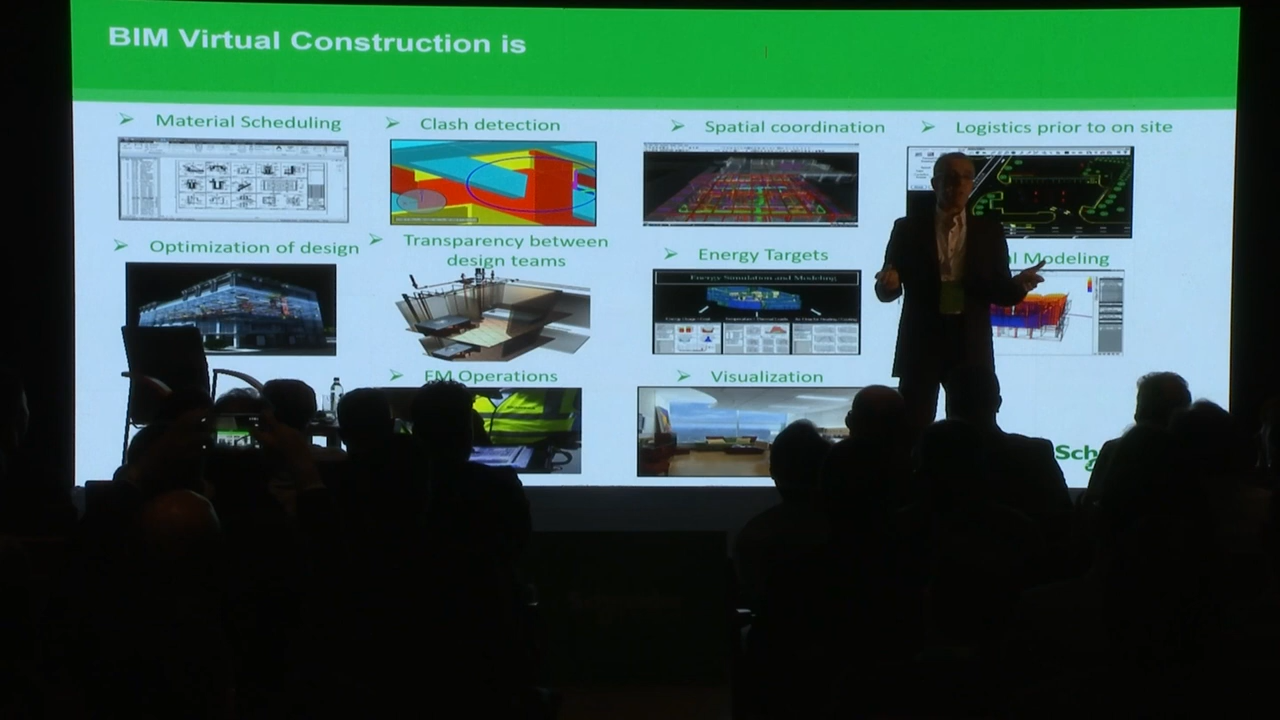 BIM Virtual Construction is
Material Scheduling
Clash detection
Spatial coordination
Logistics prior to on site
Optimization of design
Transparency between
design teams
Energy Targets
Modeling
Energy Simulation and Modeling
FM Operations
Visualization
Sch